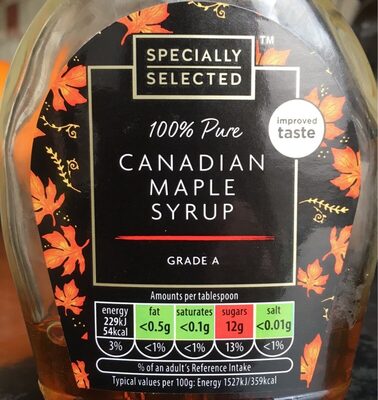 SPECIALLY
SELECTED
™
100% Pure
improved
taste
CANADIAN
MAPLE
SYRUP
GRADE A
Amounts per tablespoon
energy fat saturates sugars salt
229kJ <0.5g <0.1g 12g <0.01g
54kcal
3% <1% <1% 13% <1%
% of an adult's Reference Intake
Typical values per 100g: Energy 1527kJ/359kcal